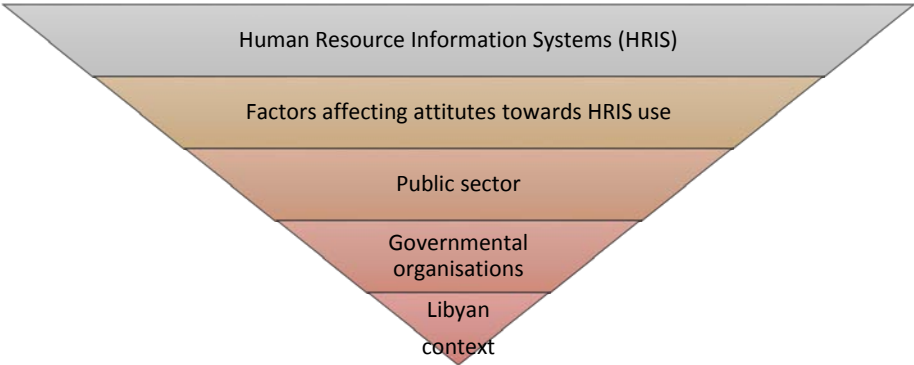 Human Resource Information Systems (HRIS)
Factors affecting attitutes towards HRIS use
Public sector
Governmental
organisations
Libyan
context